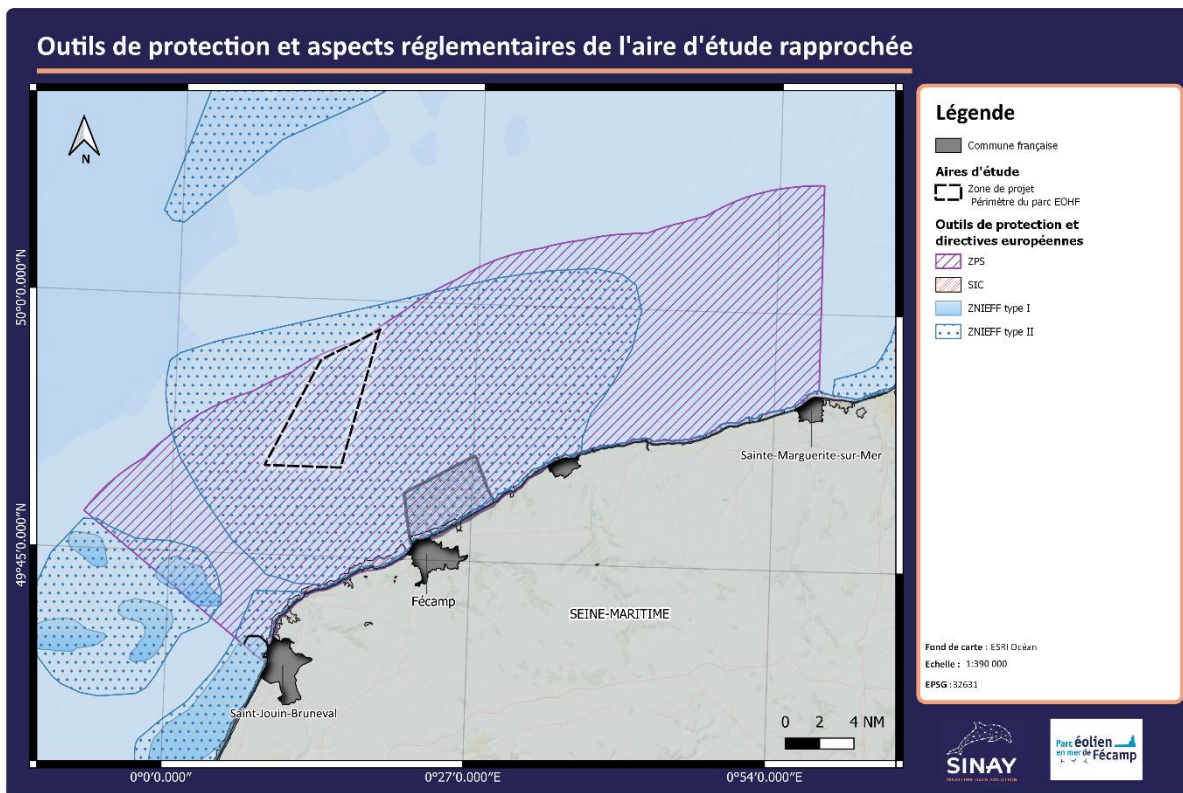 Outils de protection et aspects réglementaires de l'aire d'étude rapprochée
N
50°0'0.000"N
49°45'0.000"N
Sainte-Marguerite-sur-Mer
Fécamp
SEINE-MARITIME
Saint-Jouin-Bruneval
0 2 4 NM
0°0'0.000"
0°27'0.000"E
0°54'0.000"E
Légende
Commune française
Aires d'étude
Zone de projet
Périmètre du parc EOHF
Outils de protection et
directives européennes
ZPS
SIC
ZNIEFF type I
ZNIEFF type II
Fond de carte : ESRI Océan
Echelle : 1:390 000
EPSG :32631
SINAY
MARITIME DATA SOLUTION
Parc éolien
en mer de Fécamp